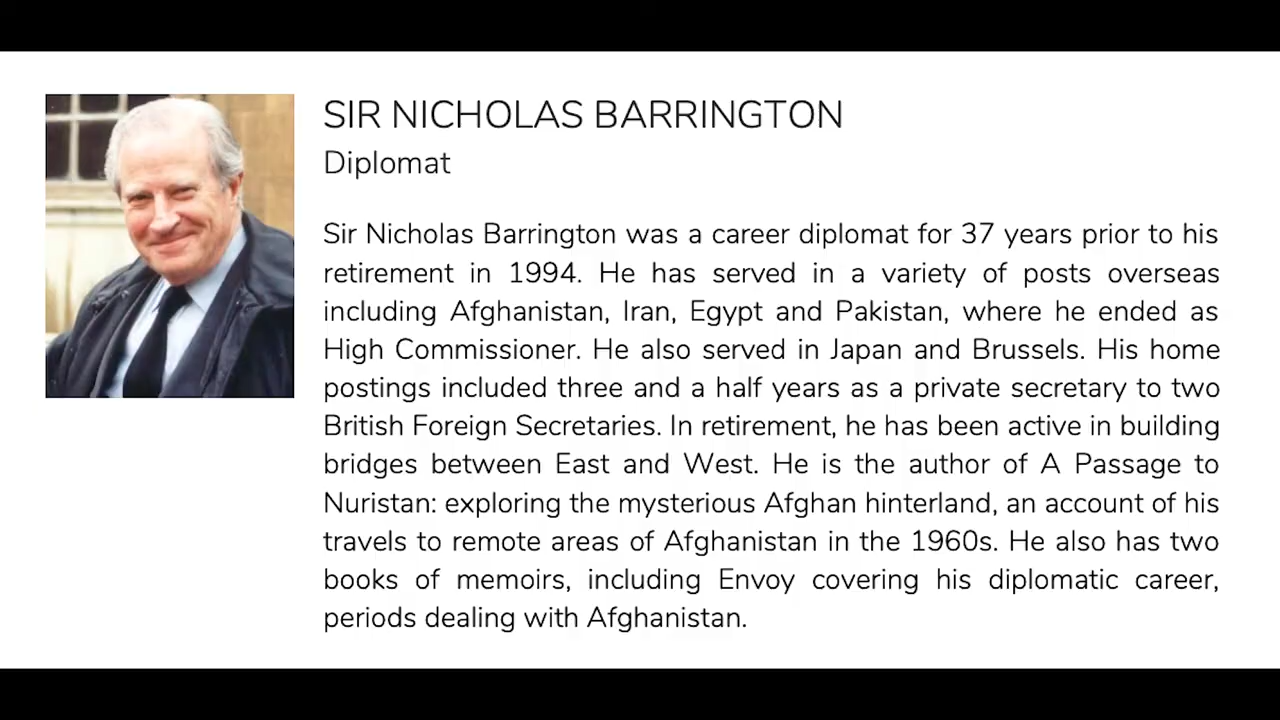 SIR NICHOLAS BARRINGTON
Diplomat
Sir Nicholas Barrington was a career diplomat for 37 years prior to his
retirement in 1994. He has served in a variety of posts overseas
including Afghanistan, Iran, Egypt and Pakistan, where he ended as
High Commissioner. He also served in Japan and Brussels. His home
postings included three and a half years as a private secretary to two
British Foreign Secretaries. In retirement, he has been active in building
bridges between East and West. He is the author of A Passage to
Nuristan: exploring the mysterious Afghan hinterland, an account of his
travels to remote areas of Afghanistan in the 1960s. He also has two
books of memoirs, including Envoy covering his diplomatic career,
periods dealing with Afghanistan.